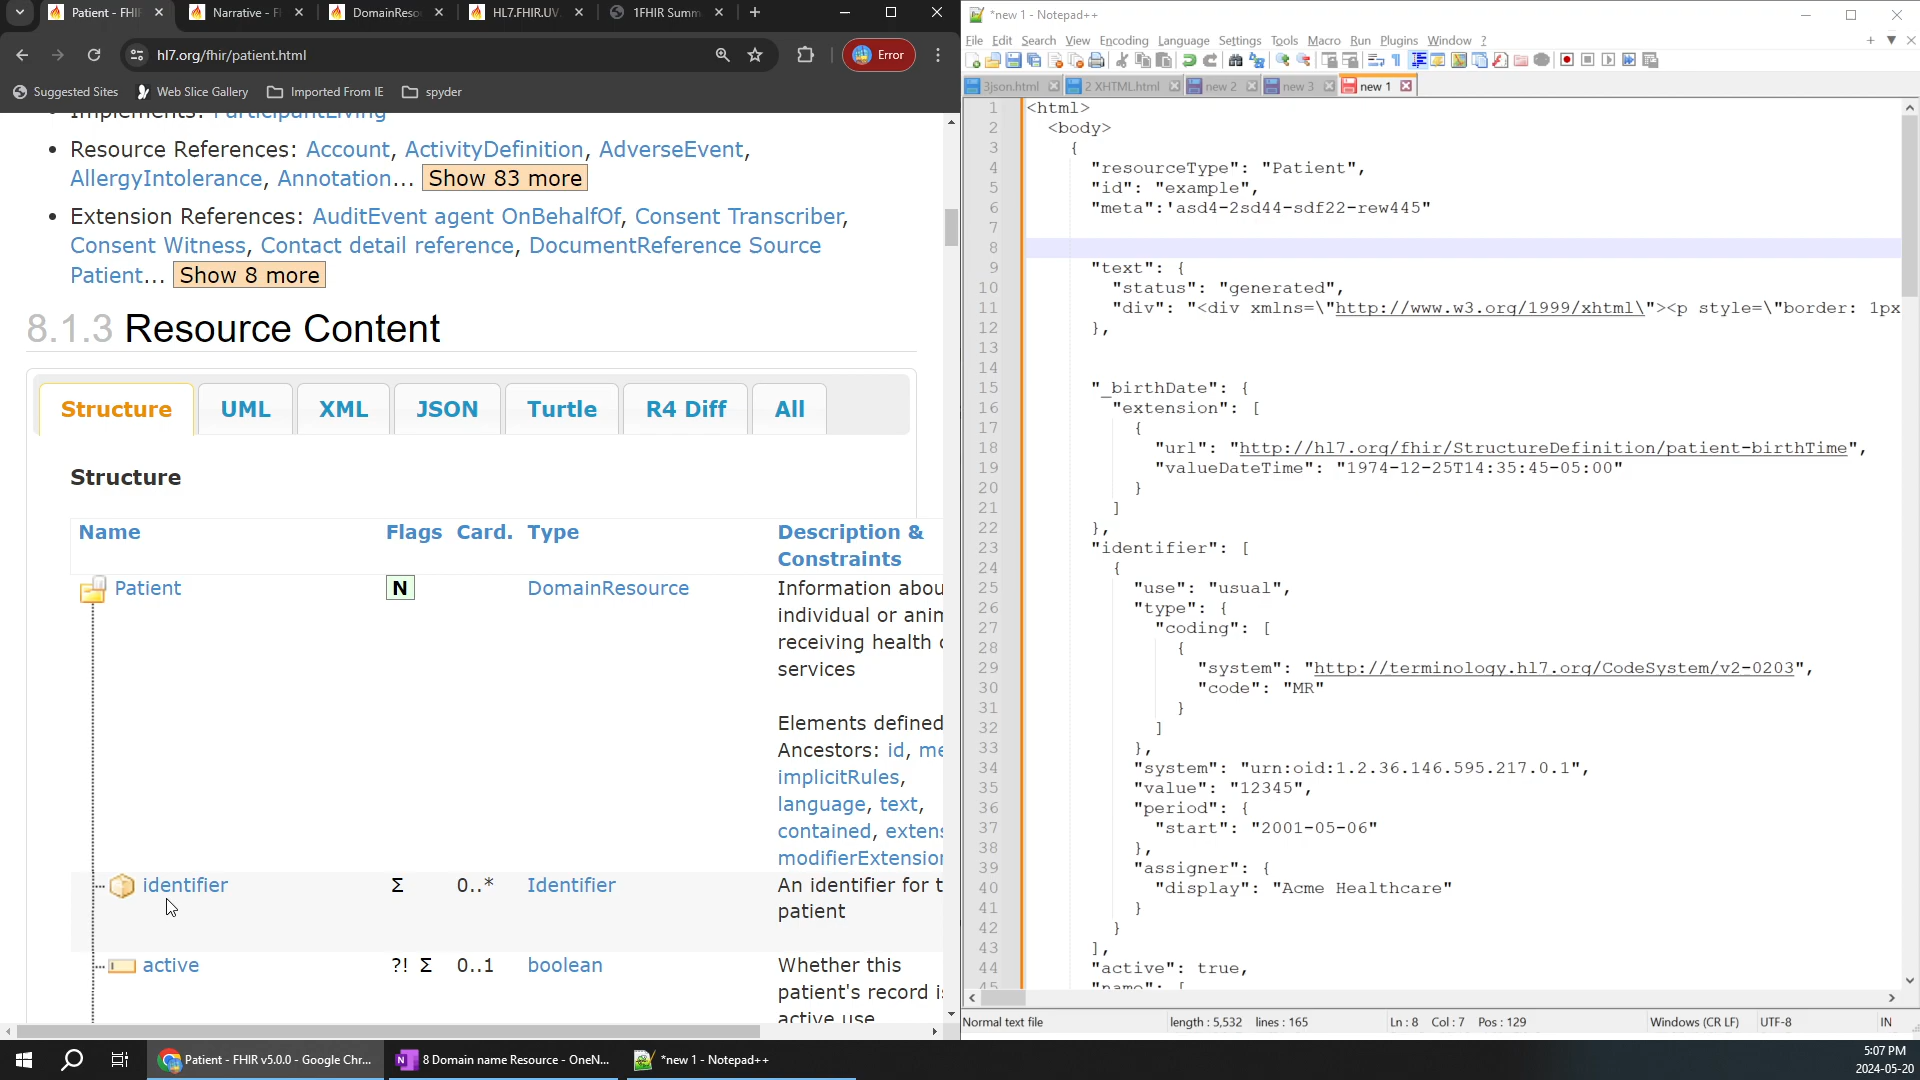 Patient - FHI
Narrative - F
DomainReso
HL7.FHIR.UV.
1FHIR Summ
hl7.org/fhir/patient.html
Error
Suggested Sites
Web Slice Gallery
Imported From IE
spyder
Implements: ParticipantLiving
• Resource References: Account, ActivityDefinition, AdverseEvent,
AllergyIntolerance, Annotation... Show 83 more
• Extension References: AuditEvent agent OnBehalfOf, Consent Transcriber,
Consent Witness, Contact detail reference, DocumentReference Source
Patient... Show 8 more
8.1.3 Resource Content
Structure UML XML JSON Turtle R4 Diff All
Structure
Name Flags Card. Type Description &
Constraints
Patient N DomainResource Information abou
individual or anim
receiving health c
services
Elements defined
Ancestors: id, me
implicitRules,
language, text,
contained, extens
modifierExtension
identifier Σ 0..* Identifier An identifier for t
patient
active ?! Σ 0..1 boolean Whether this
patient's record is
active use
*new 1 - Notepad++
File Edit Search View Encoding Language Settings Tools Macro Run Plugins Window ?
3json.html
2 XHTML.html
new 2
new 3
new 1
1 <html>
2 <body>
3 {
4 "resourceType": "Patient",
5 "id": "example",
6 "meta":'asd4-2sd44-sdf22-rew445"
7
8
9 "text": {
10 "status": "generated",
11 "div": "<div xmlns=\"http://www.w3.org/1999/xhtml\"><p style=\"border: 1px
12 },
13
14
15 "_birthDate": {
16 "extension": [
17 {
18 "url": "http://hl7.org/fhir/StructureDefinition/patient-birthTime",
19 "valueDateTime": "1974-12-25T14:35:45-05:00"
20 }
21 ]
22 },
23 "identifier": [
24 {
25 "use": "usual",
26 "type": {
27 "coding": [
28 {
29 "system": "http://terminology.hl7.org/CodeSystem/v2-0203",
30 "code": "MR"
31 }
32 ]
33 },
34 "system": "urn:oid:1.2.36.146.595.217.0.1",
35 "value": "12345",
36 "period": {
37 "start": "2001-05-06"
38 },
39 "assigner": {
40 "display": "Acme Healthcare"
41 }
42 }
43 ],
44 "active": true,
45 "name": [
Normal text file length : 5,532 lines : 165 Ln : 8 Col : 7 Pos : 129 Windows (CR LF) UTF-8 IN
Patient - FHIR v5.0.0 - Google Chr...
8 Domain name Resource - OneN...
*new 1 - Notepad++
5:07 PM
2024-05-20